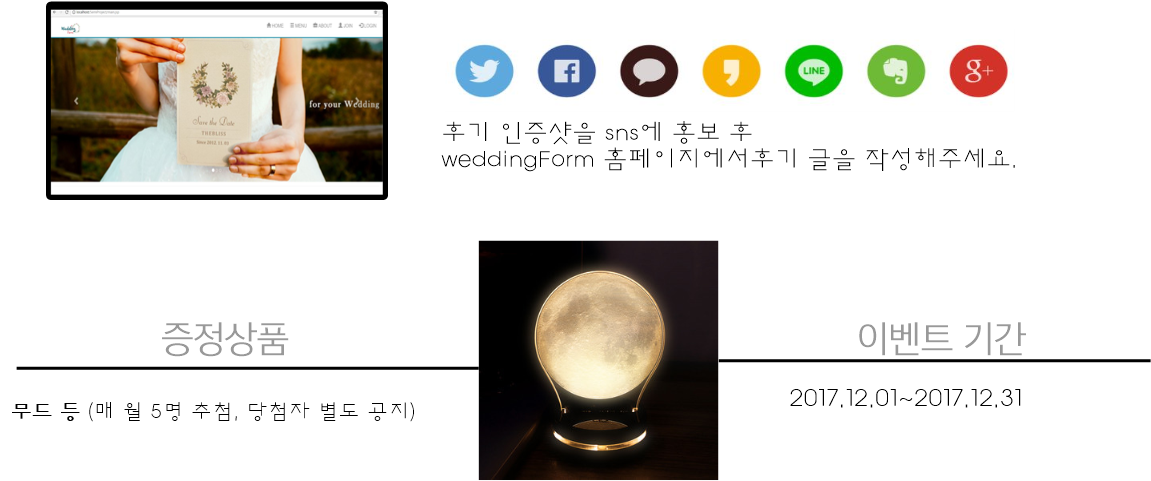 Wedding
HOME MENU ABOUT JOIN LOGIN
for your Wedding
Save the Date
THEBLISS
LINE
g+
후기 인증샷을 sns에 홍보 후
weddingForm 홈페이지에서후기 글을 작성해주세요.
증정상품
무드 등 (매 월 5명 추첨, 당첨자 별도 공지)
이벤트 기간
2017.12.01~2017.12.31